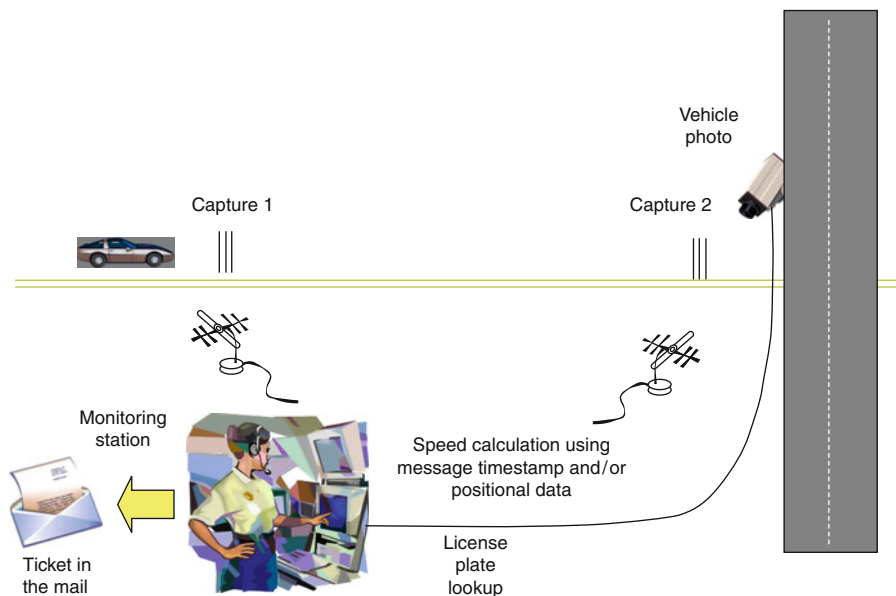 Vehicle
photo
Capture 1
Capture 2
Monitoring
station
Speed calculation using
message timestamp and/or
positional data
Ticket in
the mail
License
plate
lookup